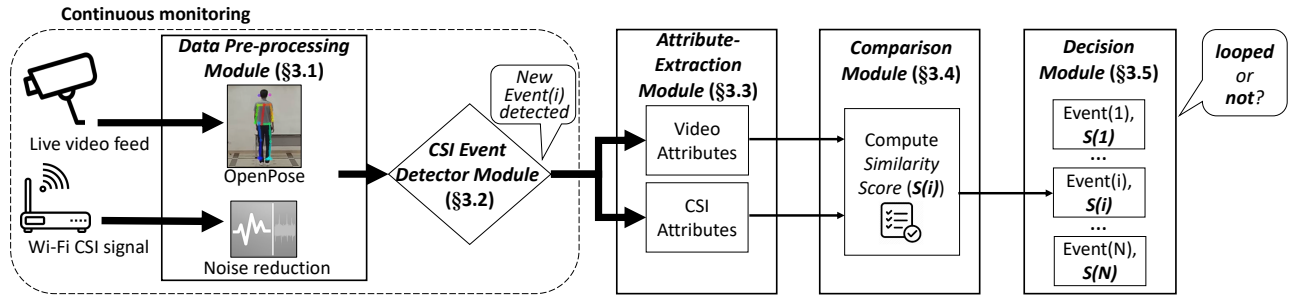 Continuous monitoring
Live video feed
Wi-Fi CSI signal
Data Pre-processing
Module (§3.1)
OpenPose
Noise reduction
CSI Event
Detector Module
(§3.2)
New
Event(i)
detected
Attribute-
Extraction
Module (§3.3)
Video
Attributes
CSI
Attributes
Comparison
Module (§3.4)
Compute
Similarity
Score (S(i))
Decision
Module (§3.5)
Event(1),
S(1)
...
Event(i),
S(i)
...
Event(N),
S(N)
looped
or
not?